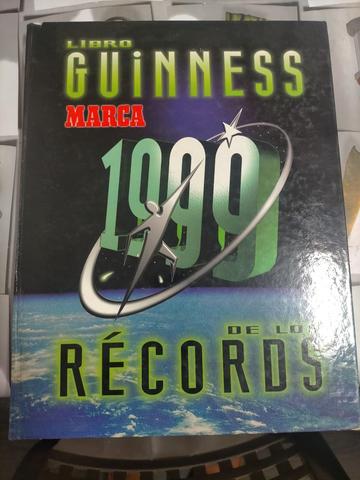 LIBRO
GUiNNESS
MARCA
1999
DE LOS
RÉCORDS